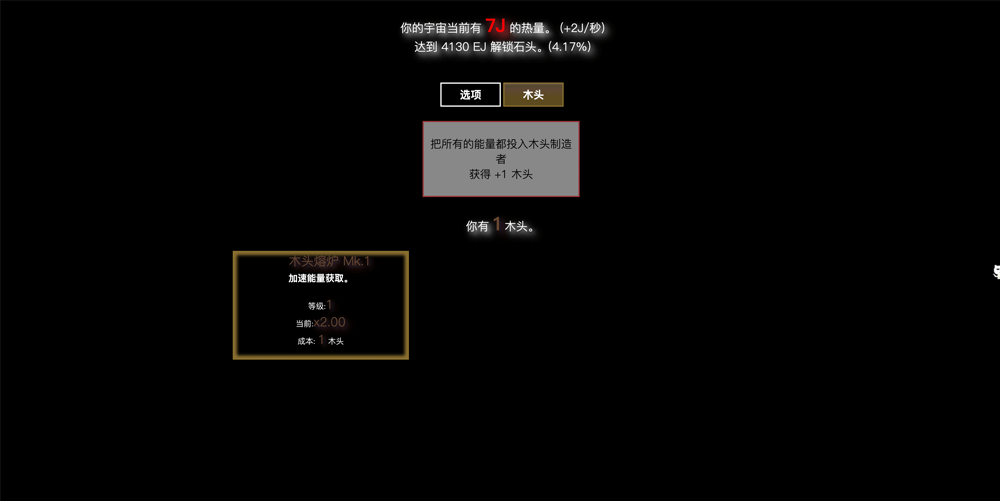 你的宇宙当前有 7J 的热量。 (+2J/秒)
达到 4130 EJ 解锁石头。(4.17%)
选项 木头
把所有的能量都投入木头制造
者
获得 +1 木头
你有 1 木头。
木头熔炉 Mk.1
加速能量获取。
等级:1
当前:x2.00
成本: 1 木头